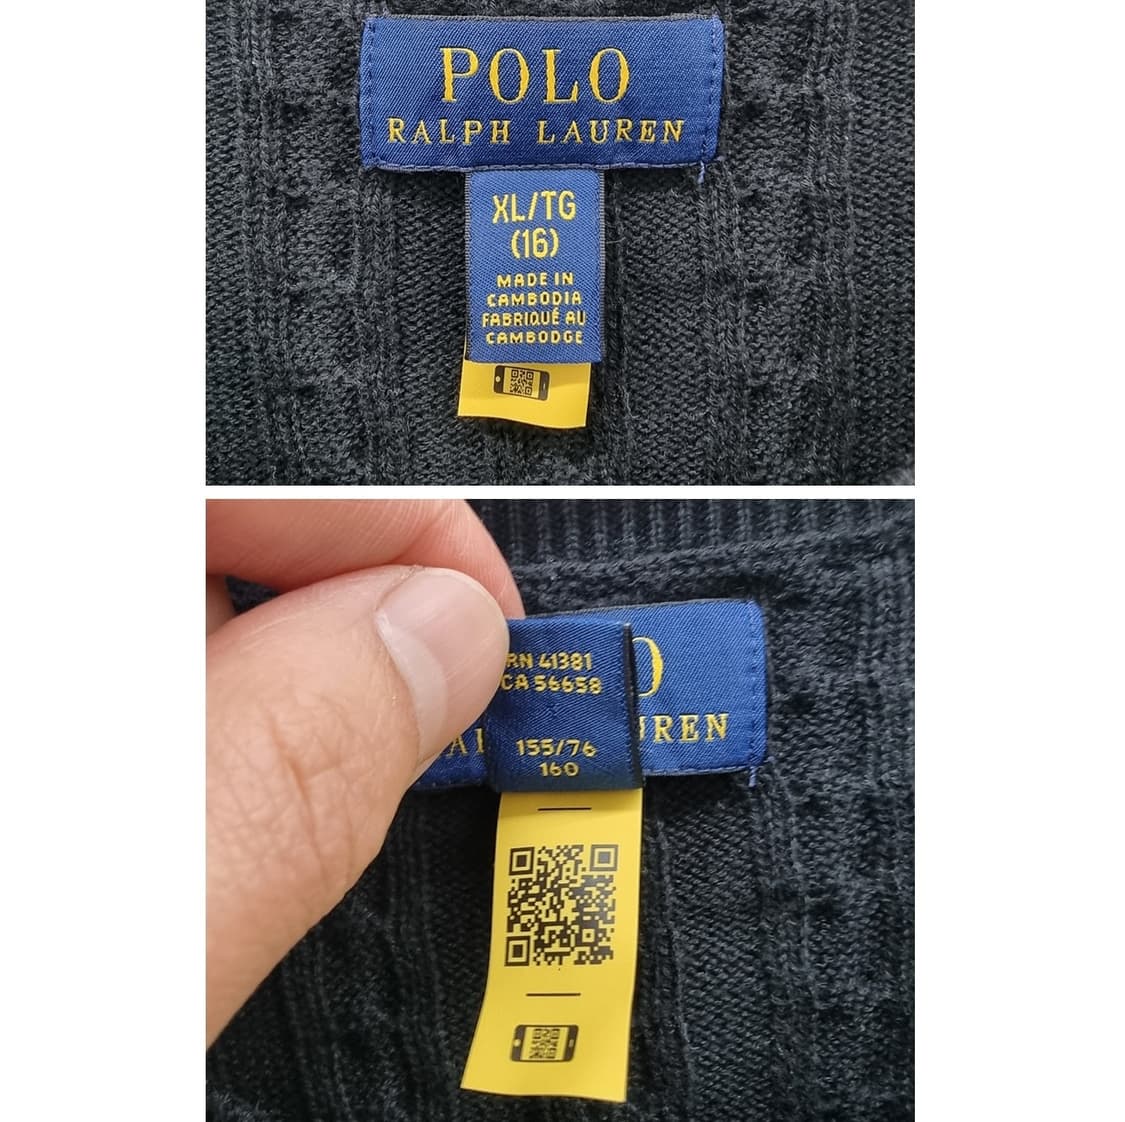 POLO
RALPH LAUREN
XL/TG
(16)
MADE IN
CAMBODIA
FABRIQUÉ AU
CAMBODGE
RN 41381
CA 56658
155/76
160